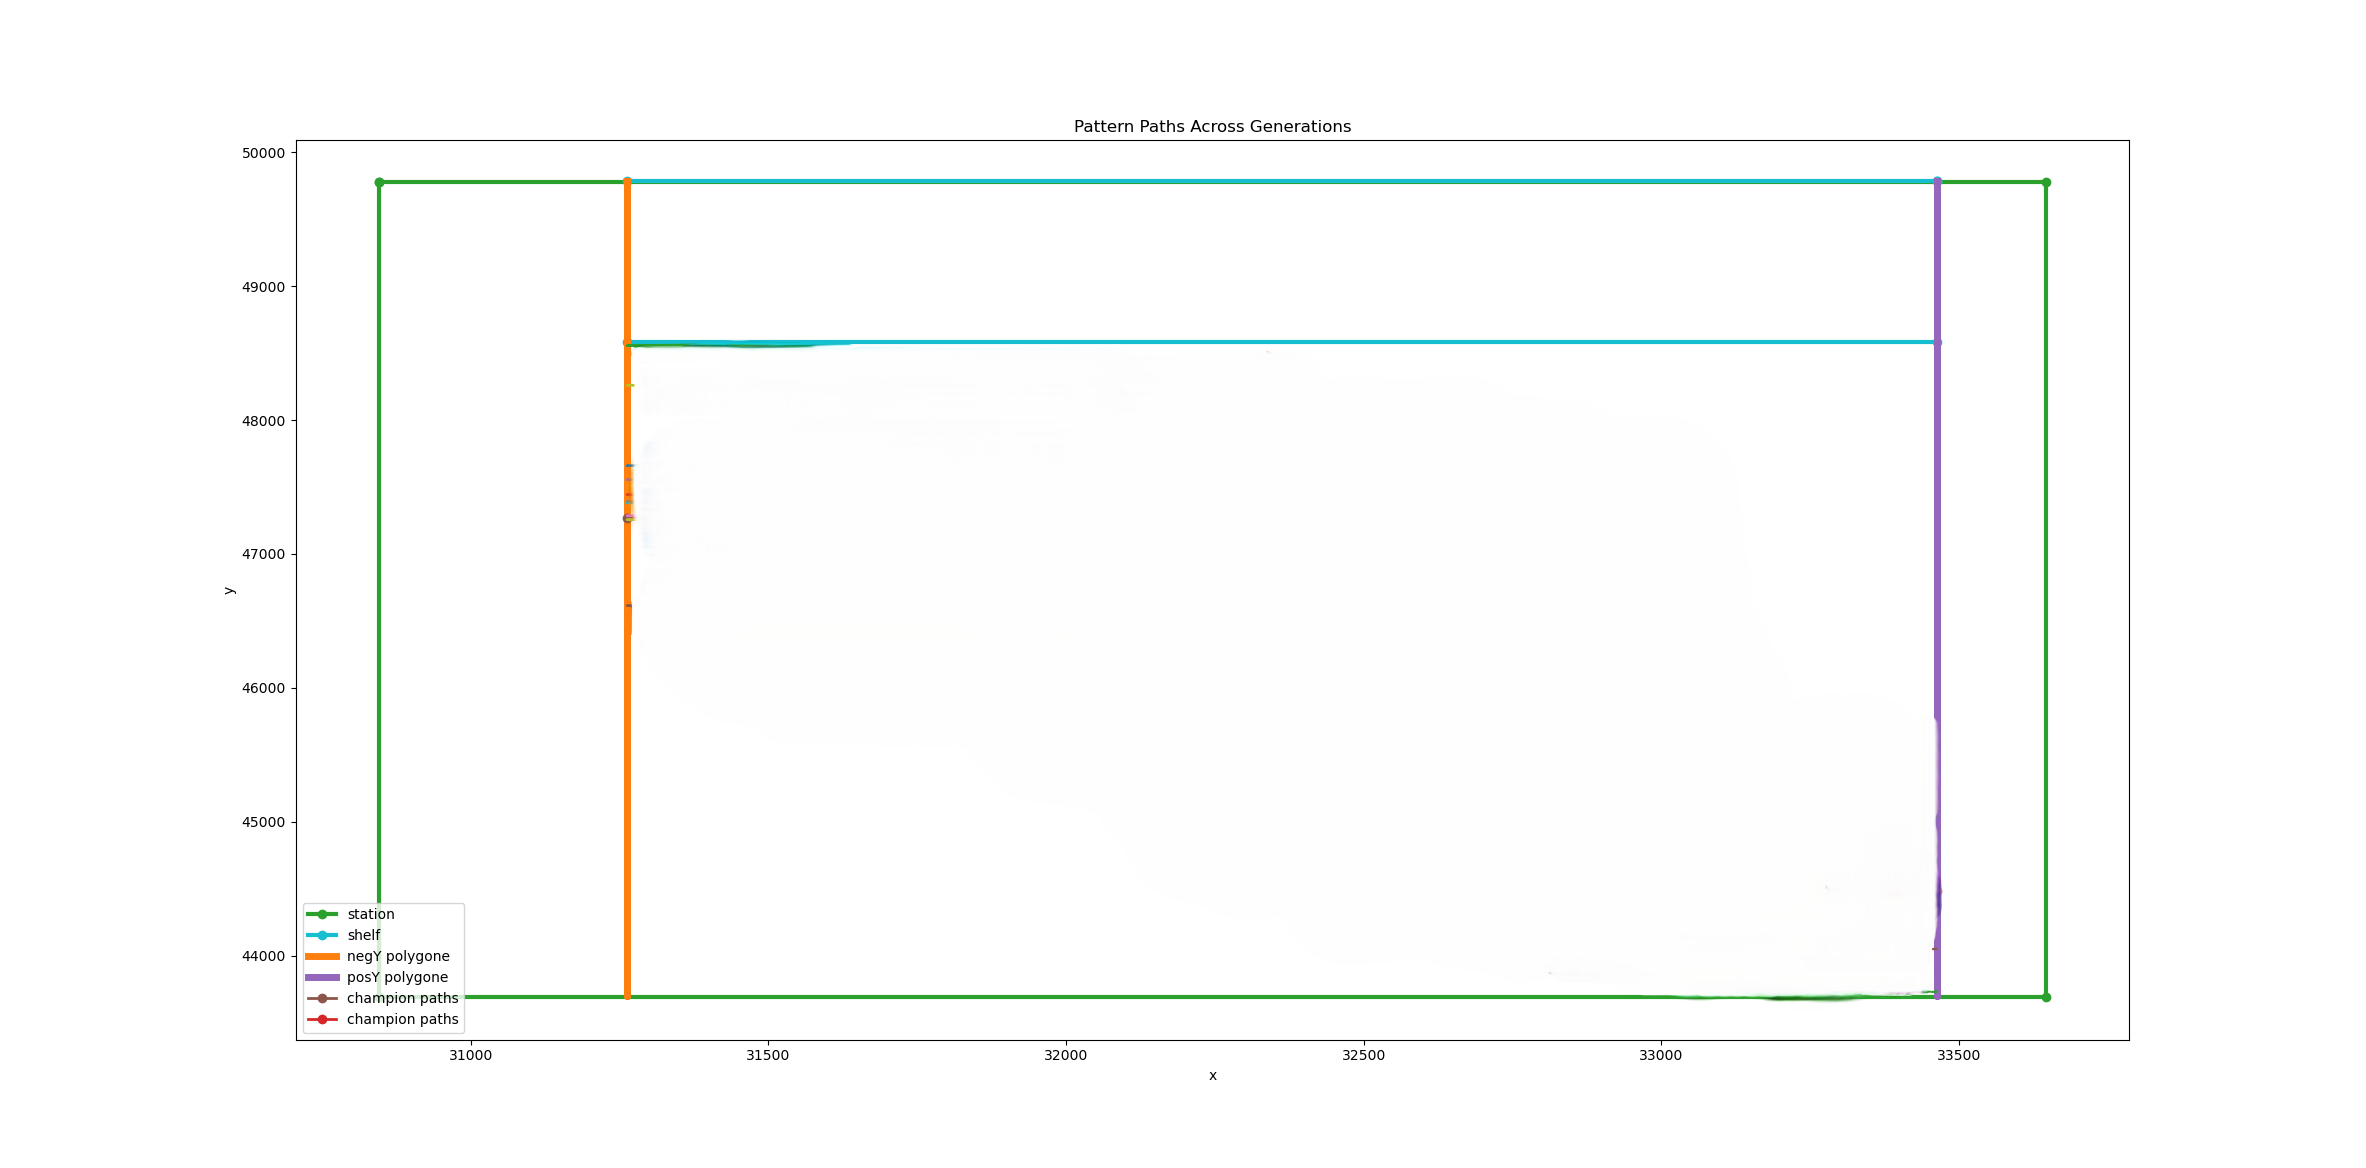 Pattern Paths Across Generations
50000
49000
48000
47000
46000
45000
44000
y
station
shelf
negY polygone
posY polygone
champion paths
champion paths
31000 31500 32000 32500 33000 33500
x